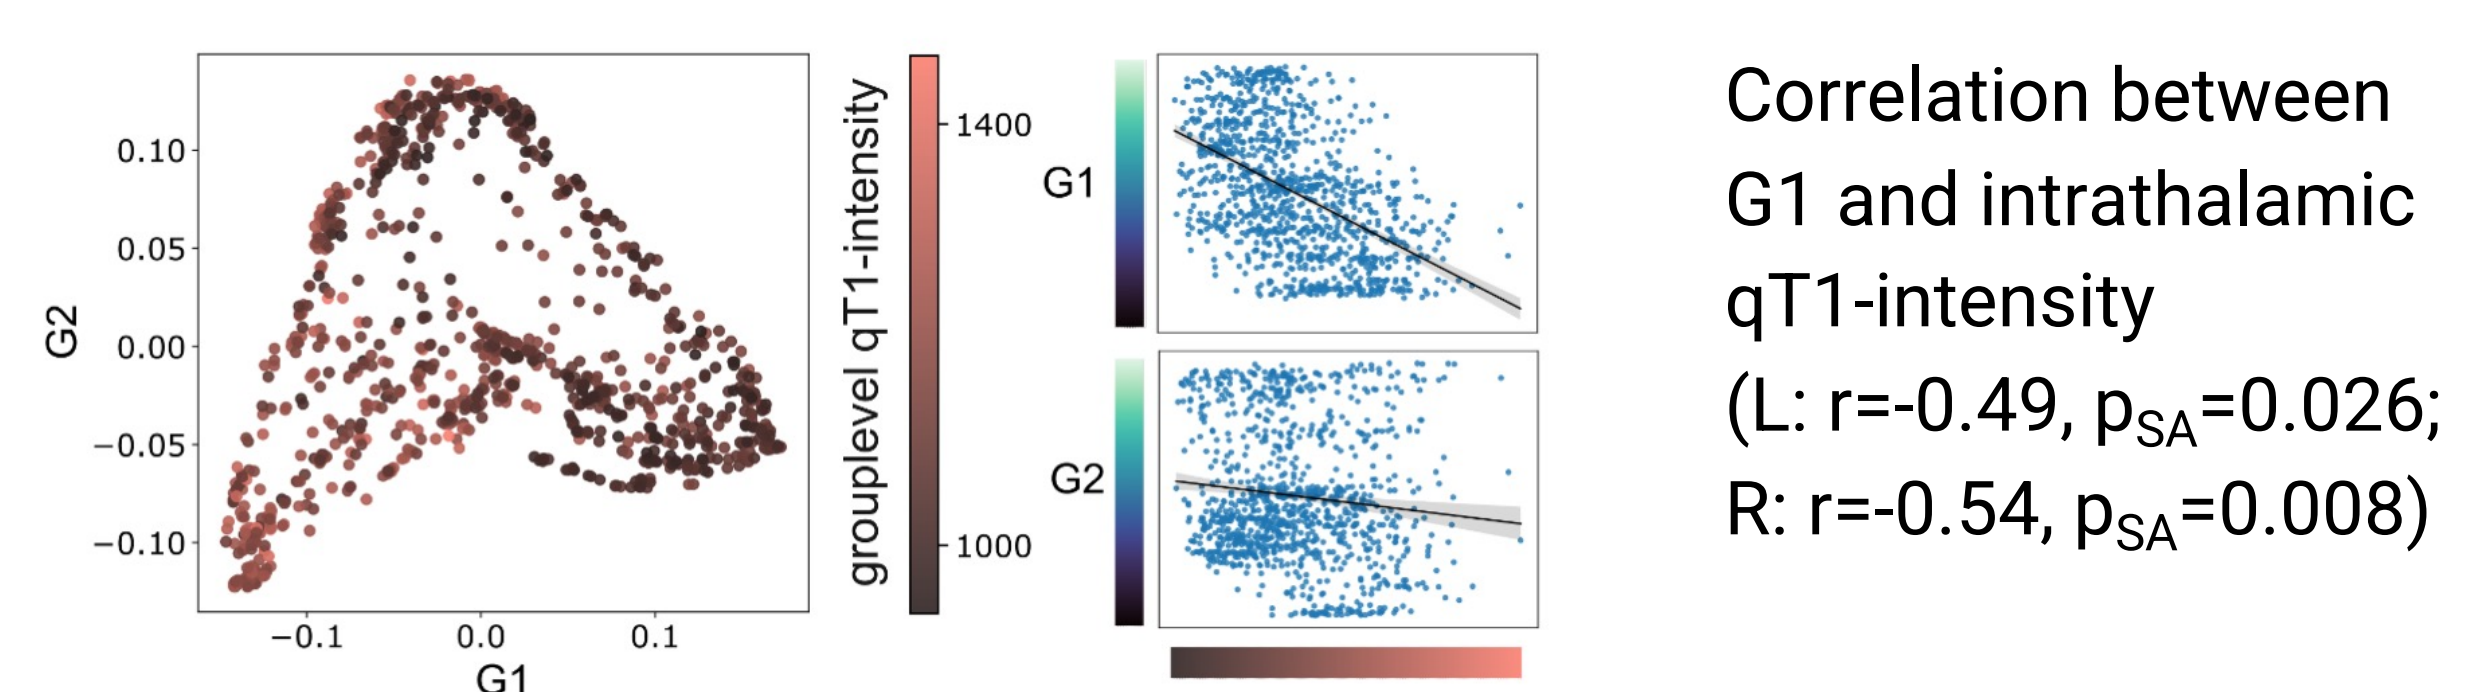 G2
0.10
0.05
0.00
−0.05
−0.10
−0.1
0.0
0.1
G1
grouplevel qT1-intensity
1400
1000
G1
G2
Correlation between
G1 and intrathalamic
qT1-intensity
(L: r=-0.49, pSA=0.026;
R: r=-0.54, pSA=0.008)